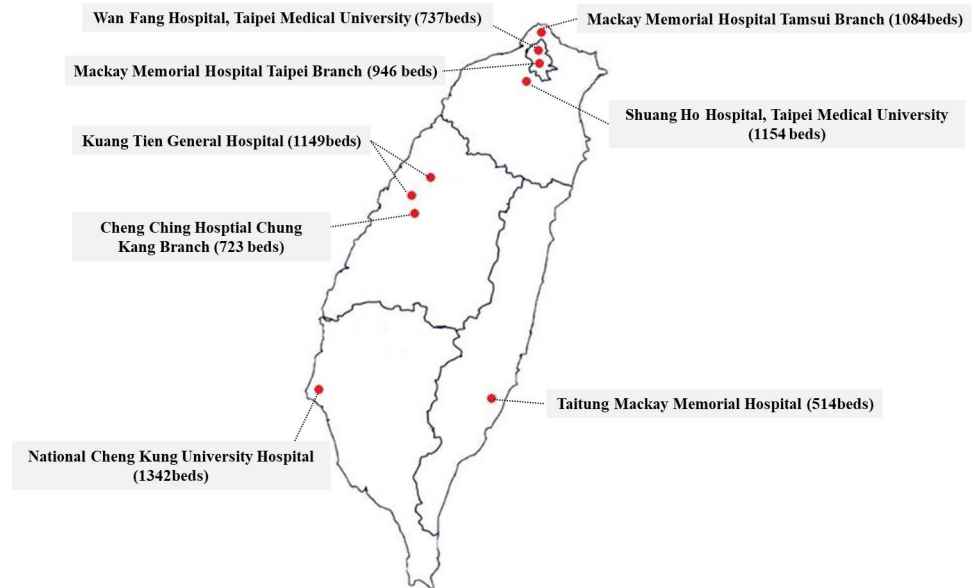 Wan Fang Hospital, Taipei Medical University (737beds)
Mackay Memorial Hospital Tamsui Branch (1084beds)
Mackay Memorial Hospital Taipei Branch (946 beds)
Shuang Ho Hospital, Taipei Medical University
(1154 beds)
Kuang Tien General Hospital (1149beds)
Cheng Ching Hosptial Chung
Kang Branch (723 beds)
Taitung Mackay Memorial Hospital (514beds)
National Cheng Kung University Hospital
(1342beds)